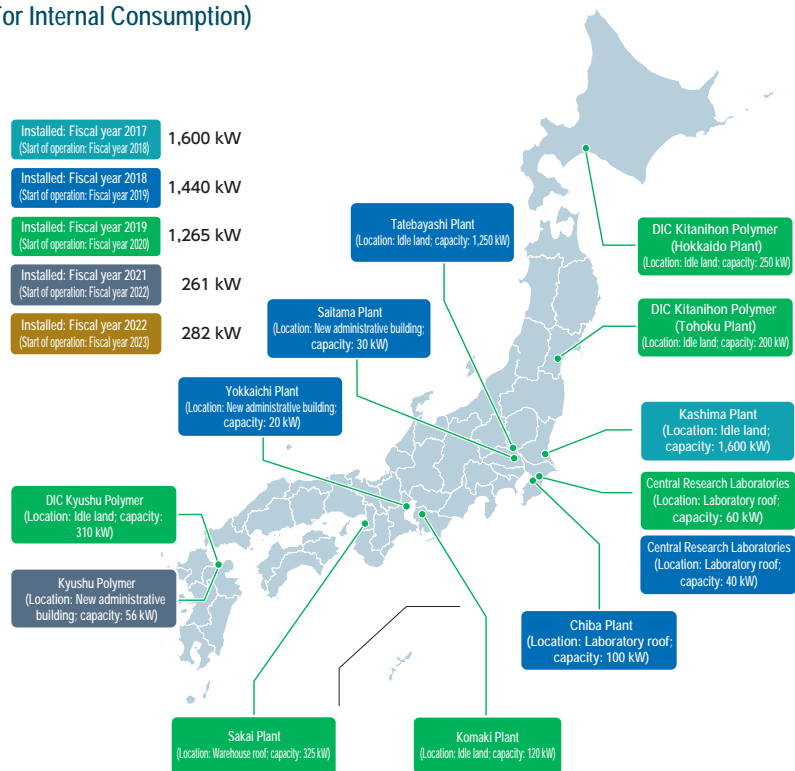 For Internal Consumption)
Installed: Fiscal year 2017
(Start of operation: Fiscal year 2018)
1,600 kW
Installed: Fiscal year 2018
(Start of operation: Fiscal year 2019)
1,440 kW
Installed: Fiscal year 2019
(Start of operation: Fiscal year 2020)
1,265 kW
Installed: Fiscal year 2021
(Start of operation: Fiscal year 2022)
261 kW
Installed: Fiscal year 2022
(Start of operation: Fiscal year 2023)
282 kW
Tatebayashi Plant
(Location: Idle land; capacity: 1,250 kW)
Saitama Plant
(Location: New administrative building;
capacity: 30 kW)
Yokkaichi Plant
(Location: New administrative building;
capacity: 20 kW)
DIC Kitanihon Polymer
(Hokkaido Plant)
(Location: Idle land; capacity: 250 kW)
DIC Kitanihon Polymer
(Tohoku Plant)
(Location: Idle land; capacity: 200 kW)
Kashima Plant
(Location: Idle land;
capacity: 1,600 kW)
Central Research Laboratories
(Location: Laboratory roof;
capacity: 60 kW)
Central Research Laboratories
(Location: Laboratory roof;
capacity: 40 kW)
DIC Kyushu Polymer
(Location: Idle land; capacity:
310 kW)
Kyushu Polymer
(Location: New administrative
building; capacity: 56 kW)
Chiba Plant
(Location: Laboratory roof;
capacity: 100 kW)
Sakai Plant
(Location: Warehouse roof; capacity: 325 kW)
Komaki Plant
(Location: Idle land; capacity: 120 kW)